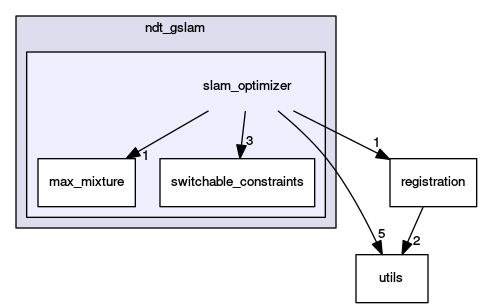 ndt_gslam
slam_optimizer
1
3
1
max_mixture
switchable_constraints
registration
5
2
utils